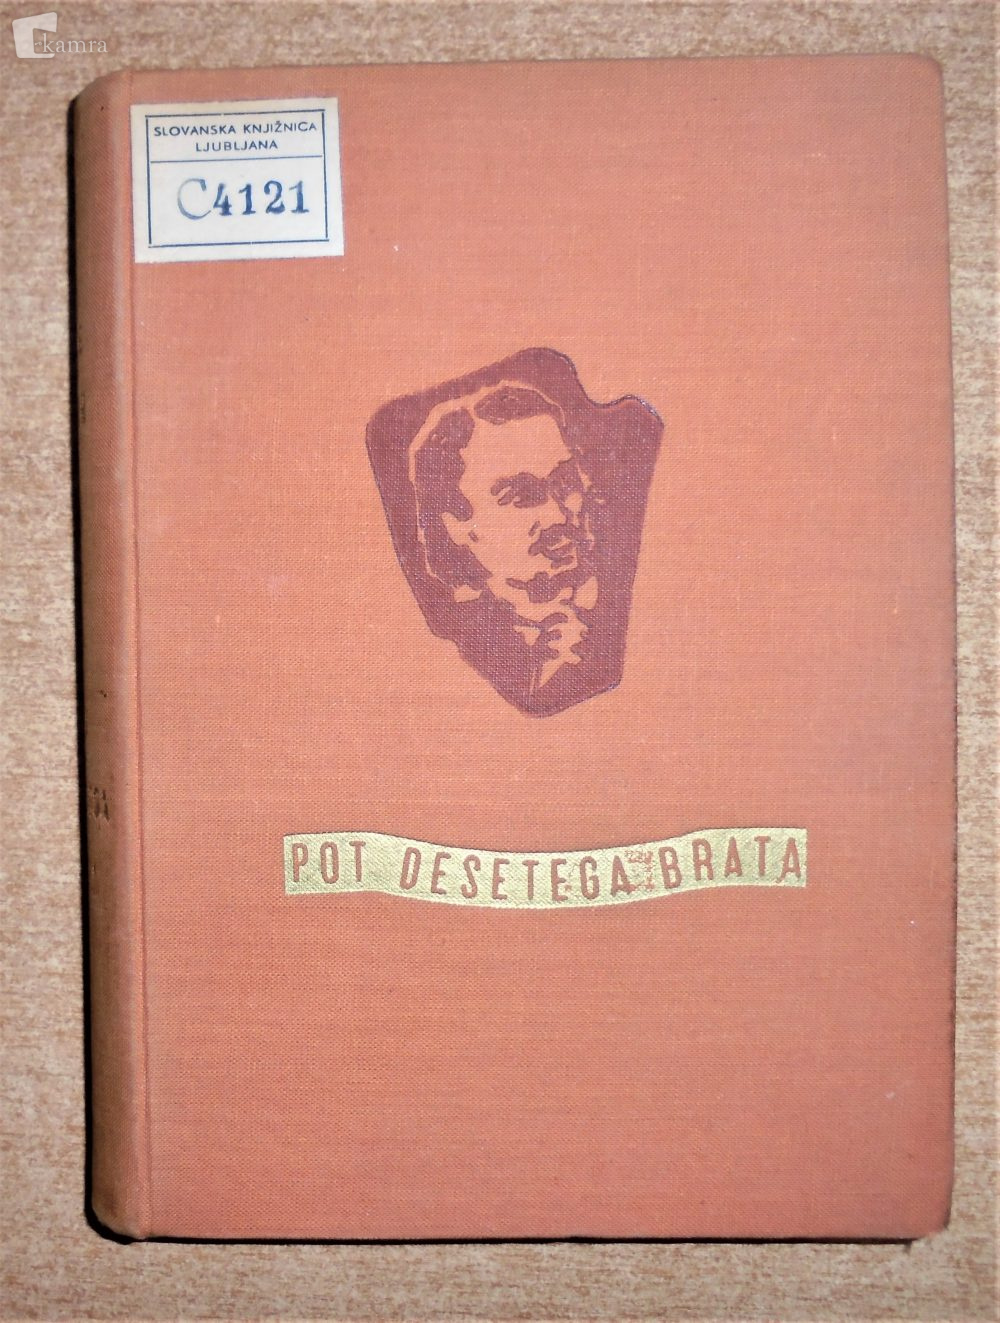 kamra
SLOVANSKA KNJIŽNICA
LJUBLJANA
C4121
POT DESETEGA BRATA